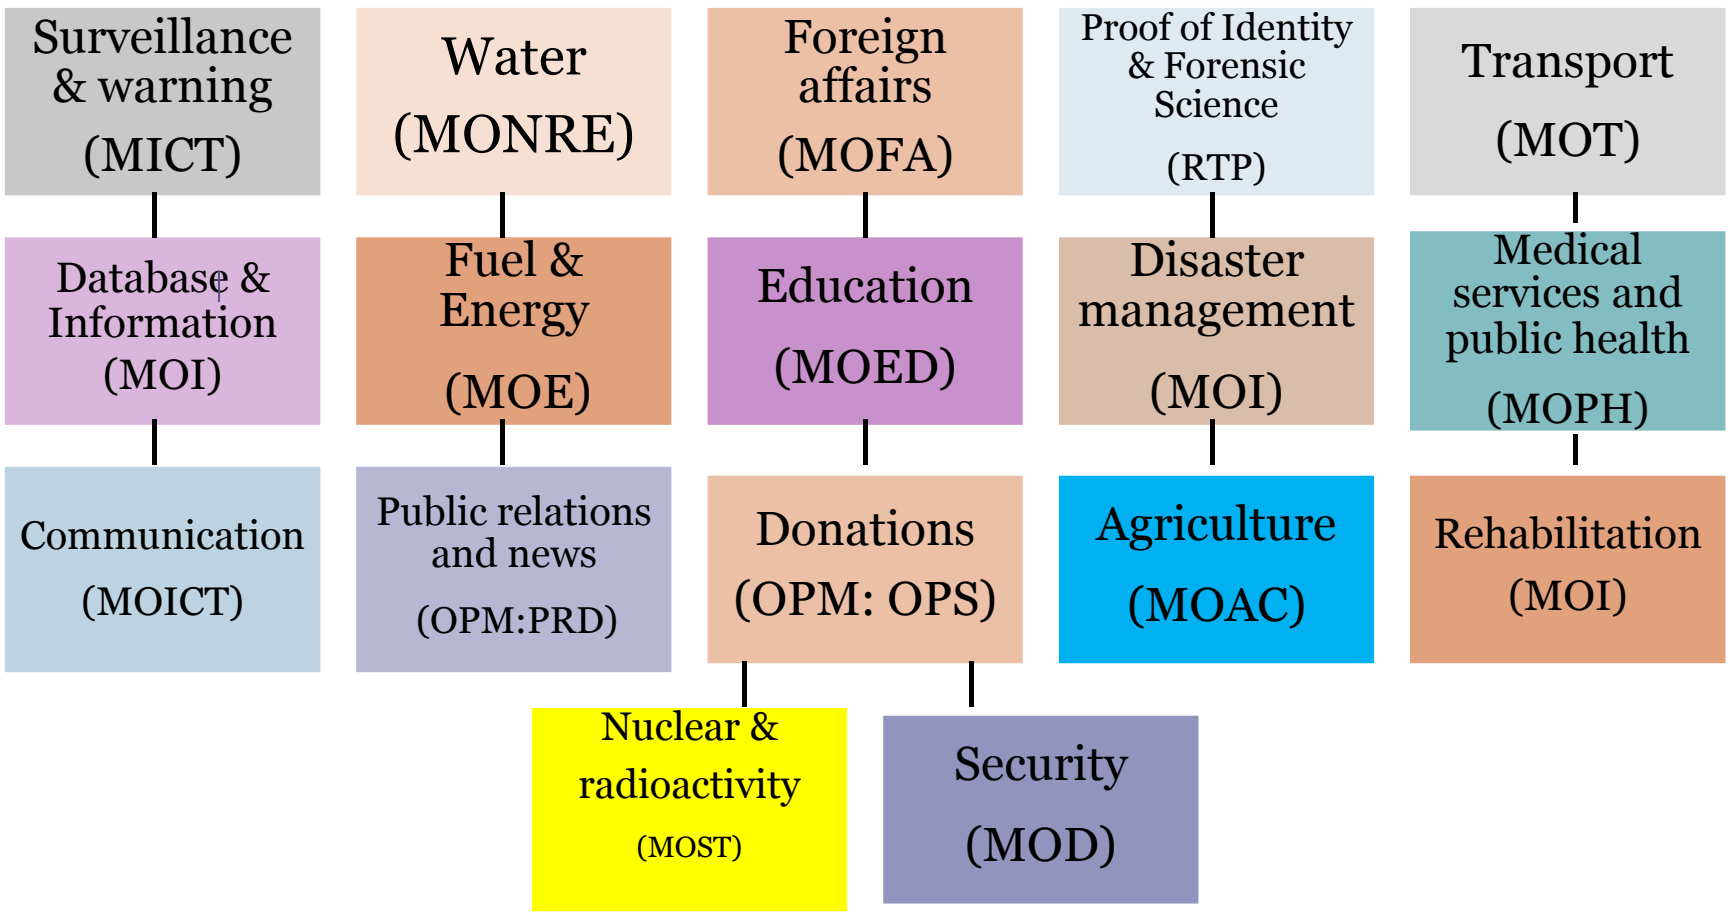 Surveillance
& warning
(MICT)
Water
(MONRE)
Foreign
affairs
(MOFA)
Proof of Identity
& Forensic
Science
(RTP)
Transport
(MOT)
Database &
Information
(MOI)
Fuel &
Energy
(MOE)
Education
(MOED)
Disaster
management
(MOI)
Medical
services and
public health
(MOPH)
Communication
(MOICT)
Public relations
and news
(OPM:PRD)
Donations
(OPM: OPS)
Agriculture
(MOAC)
Rehabilitation
(MOI)
Nuclear &
radioactivity
(MOST)
Security
(MOD)